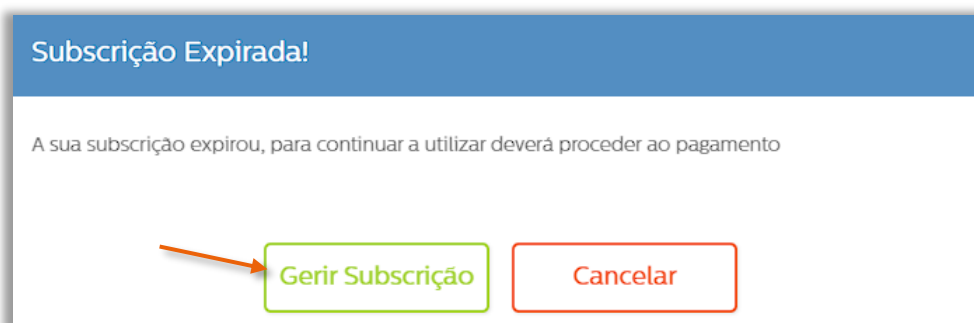 Subscrição Expirada!
A sua subscrição expirou, para continuar a utilizar deverá proceder ao pagamento
Gerir Subscrição
Cancelar